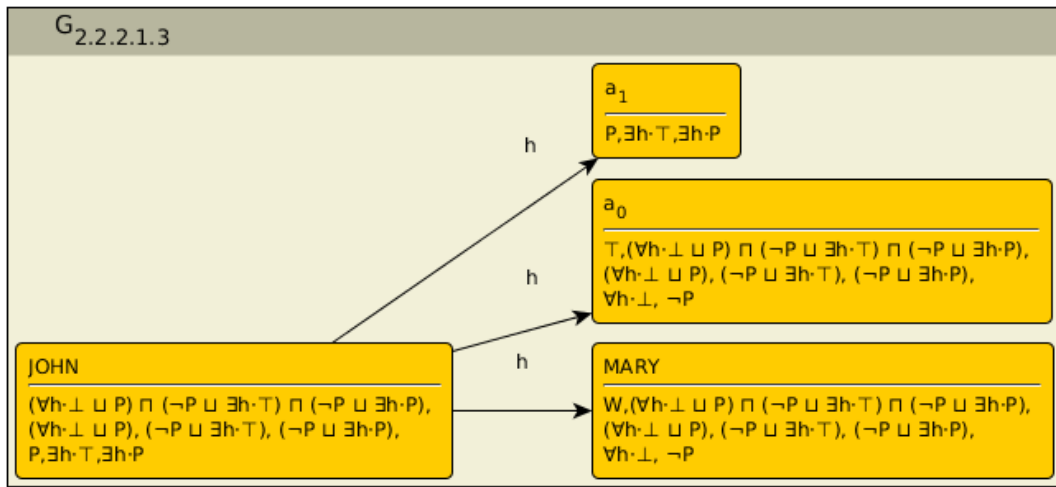 G2.2.2.1.3
a1
P,∃h·⊤,∃h·P
h
a0
⊤,(∀h·⊥ ⊔ P) ⊓ (¬P ⊔ ∃h·⊤) ⊓ (¬P ⊔ ∃h·P),
(∀h·⊥ ⊔ P), (¬P ⊔ ∃h·⊤), (¬P ⊔ ∃h·P),
∀h·⊥, ¬P
h
h
JOHN
(∀h·⊥ ⊔ P) ⊓ (¬P ⊔ ∃h·⊤) ⊓ (¬P ⊔ ∃h·P),
(∀h·⊥ ⊔ P), (¬P ⊔ ∃h·⊤), (¬P ⊔ ∃h·P),
P,∃h·⊤,∃h·P
MARY
W,(∀h·⊥ ⊔ P) ⊓ (¬P ⊔ ∃h·⊤) ⊓ (¬P ⊔ ∃h·P),
(∀h·⊥ ⊔ P), (¬P ⊔ ∃h·⊤), (¬P ⊔ ∃h·P),
∀h·⊥, ¬P